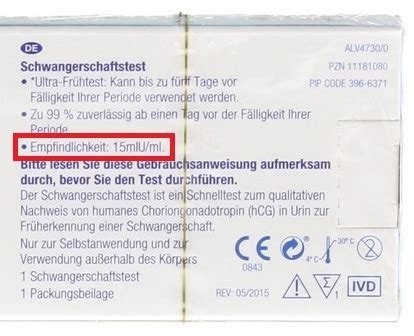 DE
ALV4730/0
Schwangerschaftstest
PZN 11181080
• *Ultra-Frühtest: Kann bis zu fünf Tage vor
PIP CODE 396-6371
Fälligkeit Ihrer Periode verwendet werden.
• Zu 99 % zuverlässig ab einen Tag vor der Fälligkeit Ihrer
Periode
• Empfindlichkeit: 15mIU/ml.
Bitte lesen Sie diese Gebrauchsanweisung aufmerksam
durch, bevor Sie den Test durchführen.
Der Schwangerschaftstest ist ein Schnelltest zum qualitativen
Nachweis von humanes Choriongonadotropin (hCG) in Urin zur
Früherkennung einer Schwangerschaft.
Nur zur Selbstanwendung und zur
Verwendung außerhalb des Körpers
1 Schwangerschaftstest
1 Packungsbeilage
CE
0843
4°C
30°C
2
REV: 05/2015
1
IVD